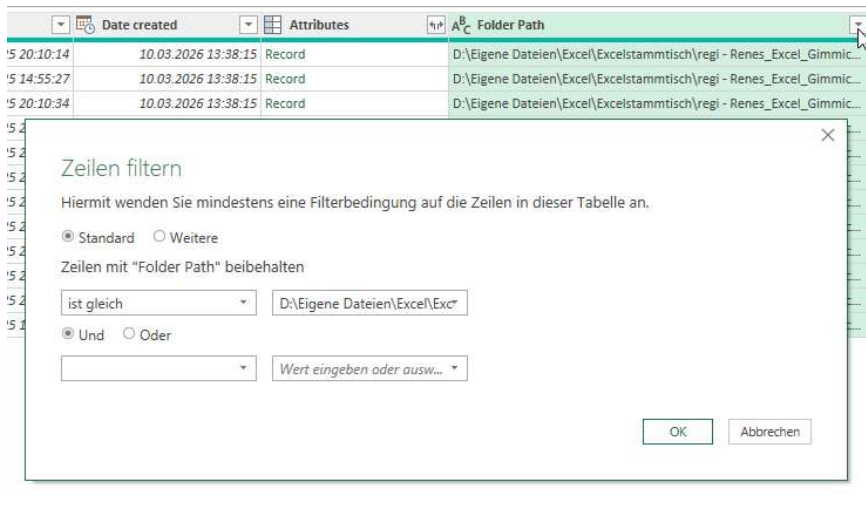 Date created Attributes ABC Folder Path
5 20:10:14 10.03.2026 13:38:15 Record D:\Eigene Dateien\Excel\Excelstammtisch\regi - Renes_Excel_Gimmic...
5 14:55:27 10.03.2026 13:38:15 Record D:\Eigene Dateien\Excel\Excelstammtisch\regi - Renes_Excel_Gimmic...
5 20:10:34 10.03.2026 13:38:15 Record D:\Eigene Dateien\Excel\Excelstammtisch\regi - Renes_Excel_Gimmic...
Zeilen filtern
Hiermit wenden Sie mindestens eine Filterbedingung auf die Zeilen in dieser Tabelle an.
Standard Weitere
Zeilen mit "Folder Path" beibehalten
ist gleich D:\Eigene Dateien\Excel\Exc
Und Oder
Wert eingeben oder ausw...
OK Abbrechen